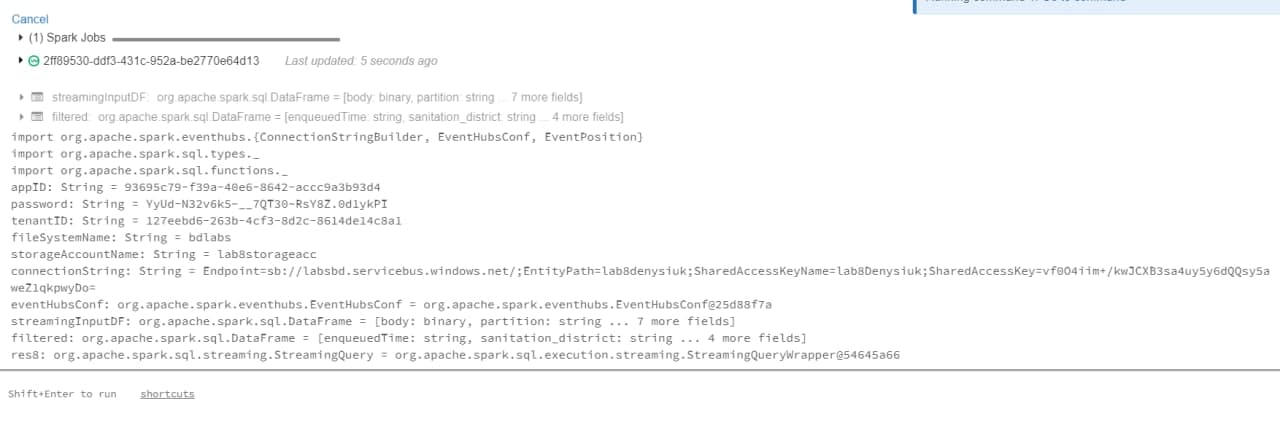 Cancel
(1) Spark Jobs
2ff89530-ddf3-431c-952a-be2770e64d13 Last updated: 5 seconds ago
streamingInputDF: org.apache.spark.sql.DataFrame = [body: binary, partition: string ... 7 more fields]
filtered: org.apache.spark.sql.DataFrame = [enqueuedTime: string, sanitation_district: string ... 4 more fields]
import org.apache.spark.eventhubs.{ConnectionStringBuilder, EventHubsConf, EventPosition}
import org.apache.spark.sql.types._
import org.apache.spark.sql.functions._
appID: String = 93695c79-f39a-40e6-8642-accc9a3b93d4
password: String =
tenantID: String = 127eebd6-263b-4cf3-8d2c-8614de14c8a1
fileSystemName: String = bdlabs
storageAccountName: String = lab8storageacc
connectionString: String = Endpoint=sb://labsbd.servicebus.windows.net/;EntityPath=lab8denysiuk;SharedAccessKeyName=lab8Denysiuk;SharedAccessKey=
eventHubsConf: org.apache.spark.eventhubs.EventHubsConf = org.apache.spark.eventhubs.EventHubsConf@25d88f7a
streamingInputDF: org.apache.spark.sql.DataFrame = [body: binary, partition: string ... 7 more fields]
filtered: org.apache.spark.sql.DataFrame = [enqueuedTime: string, sanitation_district: string ... 4 more fields]
res8: org.apache.spark.sql.streaming.StreamingQuery = org.apache.spark.sql.execution.streaming.StreamingQueryWrapper@54645a66
Shift+Enter to run shortcuts